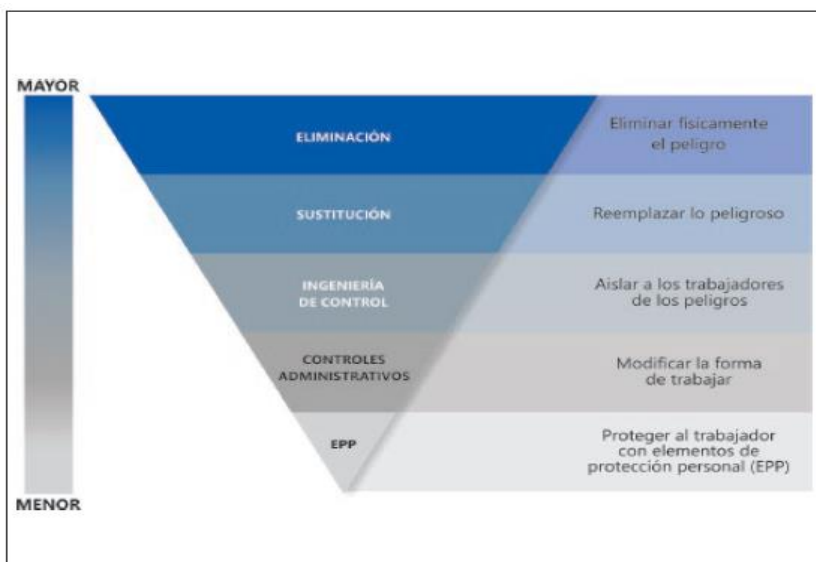 MAYOR
ELIMINACIÓN
Eliminar físicamente
el peligro
SUSTITUCIÓN
Reemplazar lo peligroso
INGENIERÍA
DE CONTROL
Aislar a los trabajadores
de los peligros
CONTROLES
ADMINISTRATIVOS
Modificar la forma
de trabajar
EPP
Proteger al trabajador
con elementos de
protección personal (EPP)
MENOR